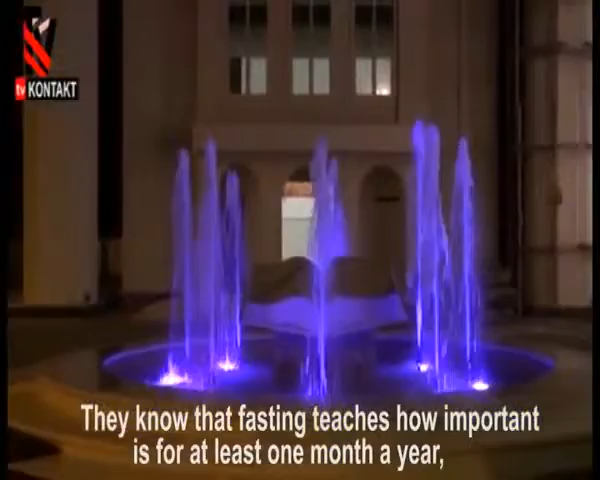 tv KONTAKT
They know that fasting teaches how important
is for at least one month a year,